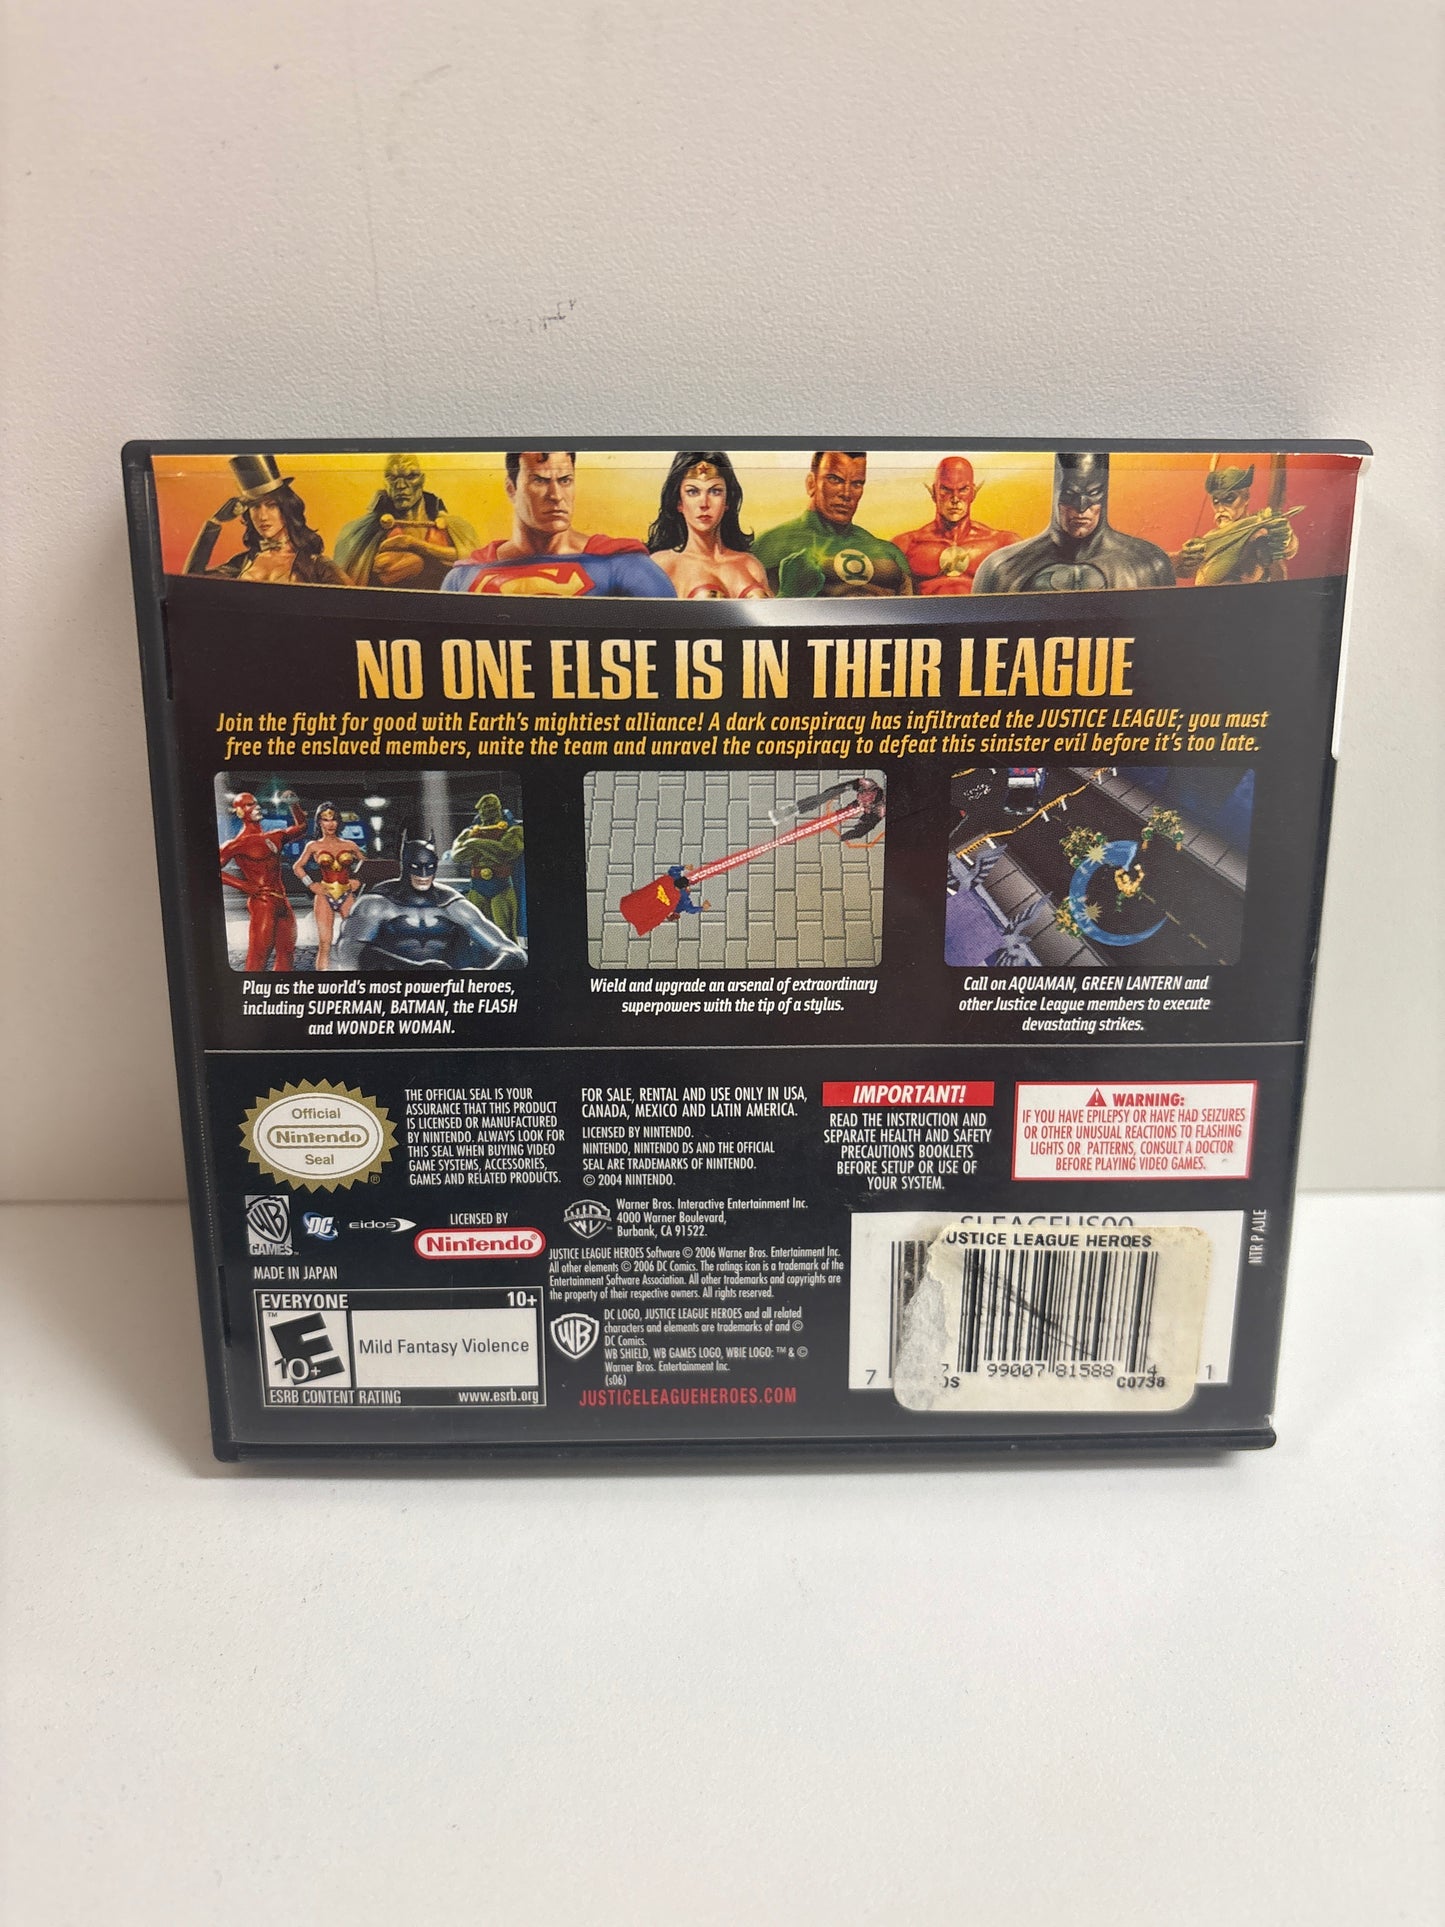 NO ONE ELSE IS IN THEIR LEAGUE
Join the fight for good with Earth's mightiest alliance! A dark conspiracy has infiltrated the JUSTICE LEAGUE; you must
free the enslaved members, unite the team and unravel the conspiracy to defeat this sinister evil before it's too late.
Play as the world's most powerful heroes,
including SUPERMAN, BATMAN, the FLASH
and WONDER WOMAN.
Wield and upgrade an arsenal of extraordinary
superpowers with the tip of a stylus.
Call on AQUAMAN, GREEN LANTERN and
other Justice League members to execute
devastating strikes.
Official
Nintendo
Seal
®
THE OFFICIAL SEAL IS YOUR
ASSURANCE THAT THIS PRODUCT
IS LICENSED OR MANUFACTURED
BY NINTENDO. ALWAYS LOOK FOR
THIS SEAL WHEN BUYING VIDEO
GAME SYSTEMS, ACCESSORIES,
GAMES AND RELATED PRODUCTS.
FOR SALE, RENTAL AND USE ONLY IN USA,
CANADA, MEXICO AND LATIN AMERICA.
LICENSED BY NINTENDO.
NINTENDO, NINTENDO DS AND THE OFFICIAL
SEAL ARE TRADEMARKS OF NINTENDO.
© 2004 NINTENDO.
IMPORTANT!
READ THE INSTRUCTION AND
SEPARATE HEALTH AND SAFETY
PRECAUTIONS BOOKLETS
BEFORE SETUP OR USE OF
YOUR SYSTEM.
WARNING:
IF YOU HAVE EPILEPSY OR HAVE HAD SEIZURES
OR OTHER UNUSUAL REACTIONS TO FLASHING
LIGHTS OR PATTERNS, CONSULT A DOCTOR
BEFORE PLAYING VIDEO GAMES.
WB
GAMES
DC
eidos
LICENSED BY
Nintendo
MADE IN JAPAN
Warner Bros. Interactive Entertainment Inc.
4000 Warner Boulevard,
Burbank, CA 91522.
JUSTICE LEAGUE HEROES Software © 2006 Warner Bros. Entertainment Inc.
All other elements © 2006 DC Comics. The ratings icon is a trademark of the
Entertainment Software Association. All other trademarks and copyrights are
the property of their respective owners. All rights reserved.
WB
DC LOGO, JUSTICE LEAGUE HEROES and all related
characters and elements are trademarks of and ©
DC Comics.
WB SHIELD, WB GAMES LOGO, WBIE LOGO: ™ & ©
Warner Bros. Entertainment Inc.
(s06)
JUSTICELEAGUEHEROES.COM
EVERYONE 10+
E
10+
Mild Fantasy Violence
ESRB CONTENT RATING www.esrb.org
USTICE LEAGUE HEROES
7 7 99007 81588 4 1
DS C0738
NTR P AJLE